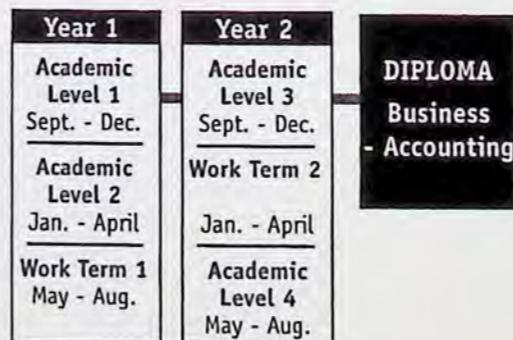 Year 1
Academic
Level 1
Sept. - Dec.
Academic
Level 2
Jan. - April
Work Term 1
May - Aug.
Year 2
Academic
Level 3
Sept. - Dec.
Work Term 2
Jan. - April
Academic
Level 4
May - Aug.
DIPLOMA
Business
- Accounting